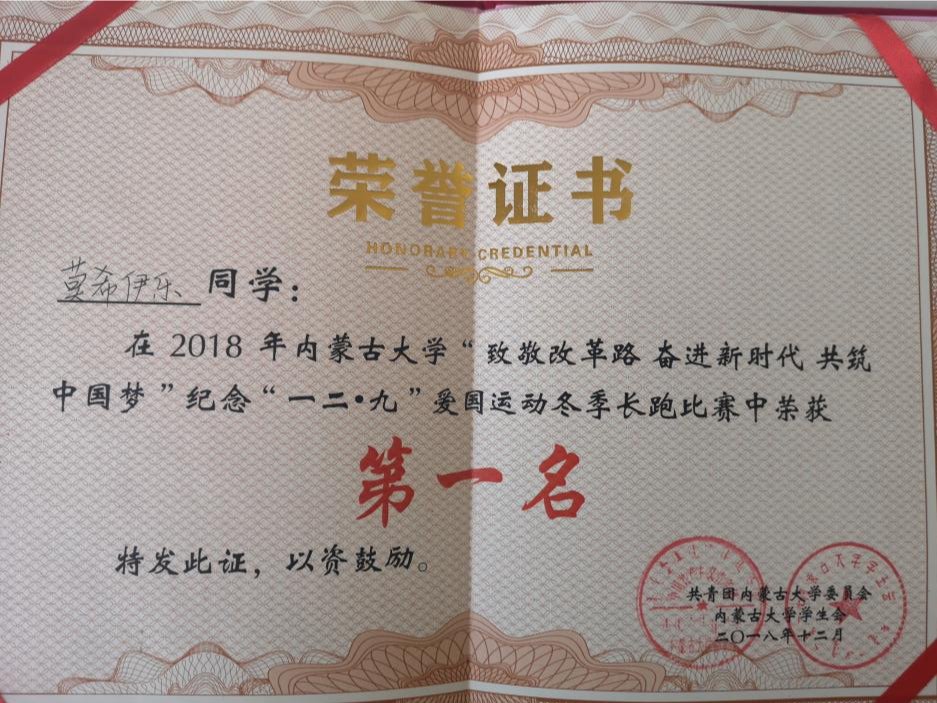 荣誉证书
HONORARY CREDENTIAL
莫希伊乐 同学：
在 2018 年内蒙古大学“致敬改革路 奋进新时代 共筑
中国梦”纪念“一二•九”爱国运动冬季长跑比赛中荣获
第一名
特发此证，以资鼓励。
共青团内蒙古大学委员会
内蒙古大学学生会
二〇一八年十二月